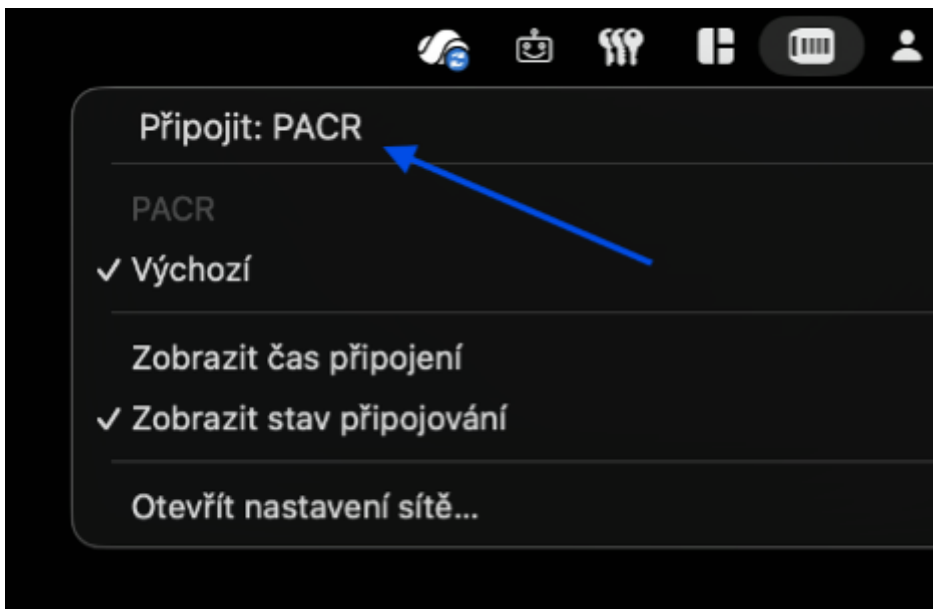 Připojit: PACR
PACR
Výchozí
Zobrazit čas připojení
Zobrazit stav připojování
Otevřít nastavení sítě...